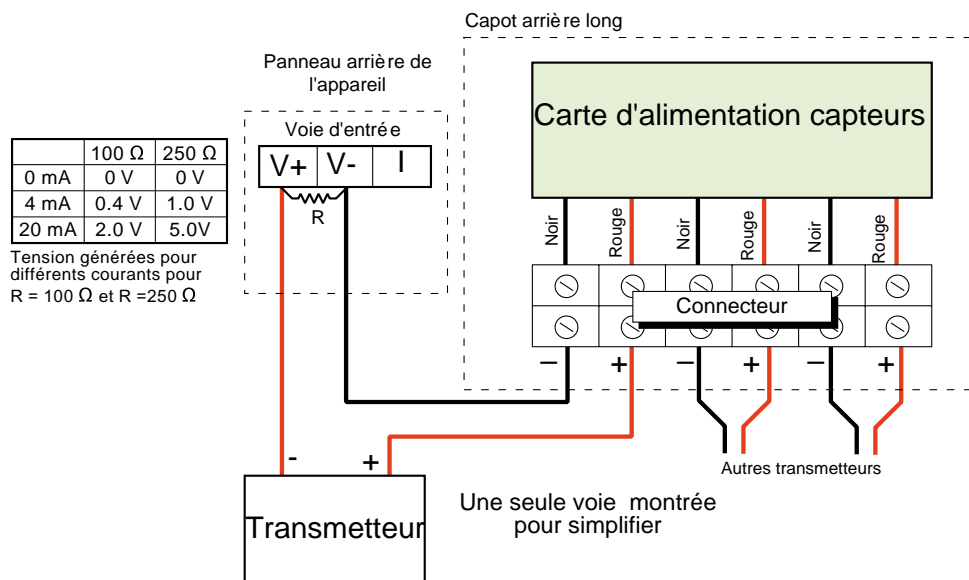 Capot arrière long
Panneau arrière de
l'appareil
Voie d'entrée
V+ V- I
R
Carte d'alimentation capteurs
Noir Rouge Noir Rouge Noir Rouge
Connecteur
– + – + – +
100 Ω 250 Ω
0 mA 0 V 0 V
4 mA 0.4 V 1.0 V
20 mA 2.0 V 5.0V
Tension générées pour
différents courants pour
R = 100 Ω et R =250 Ω
- +
Transmetteur
Autres transmetteurs
Une seule voie montrée
pour simplifier